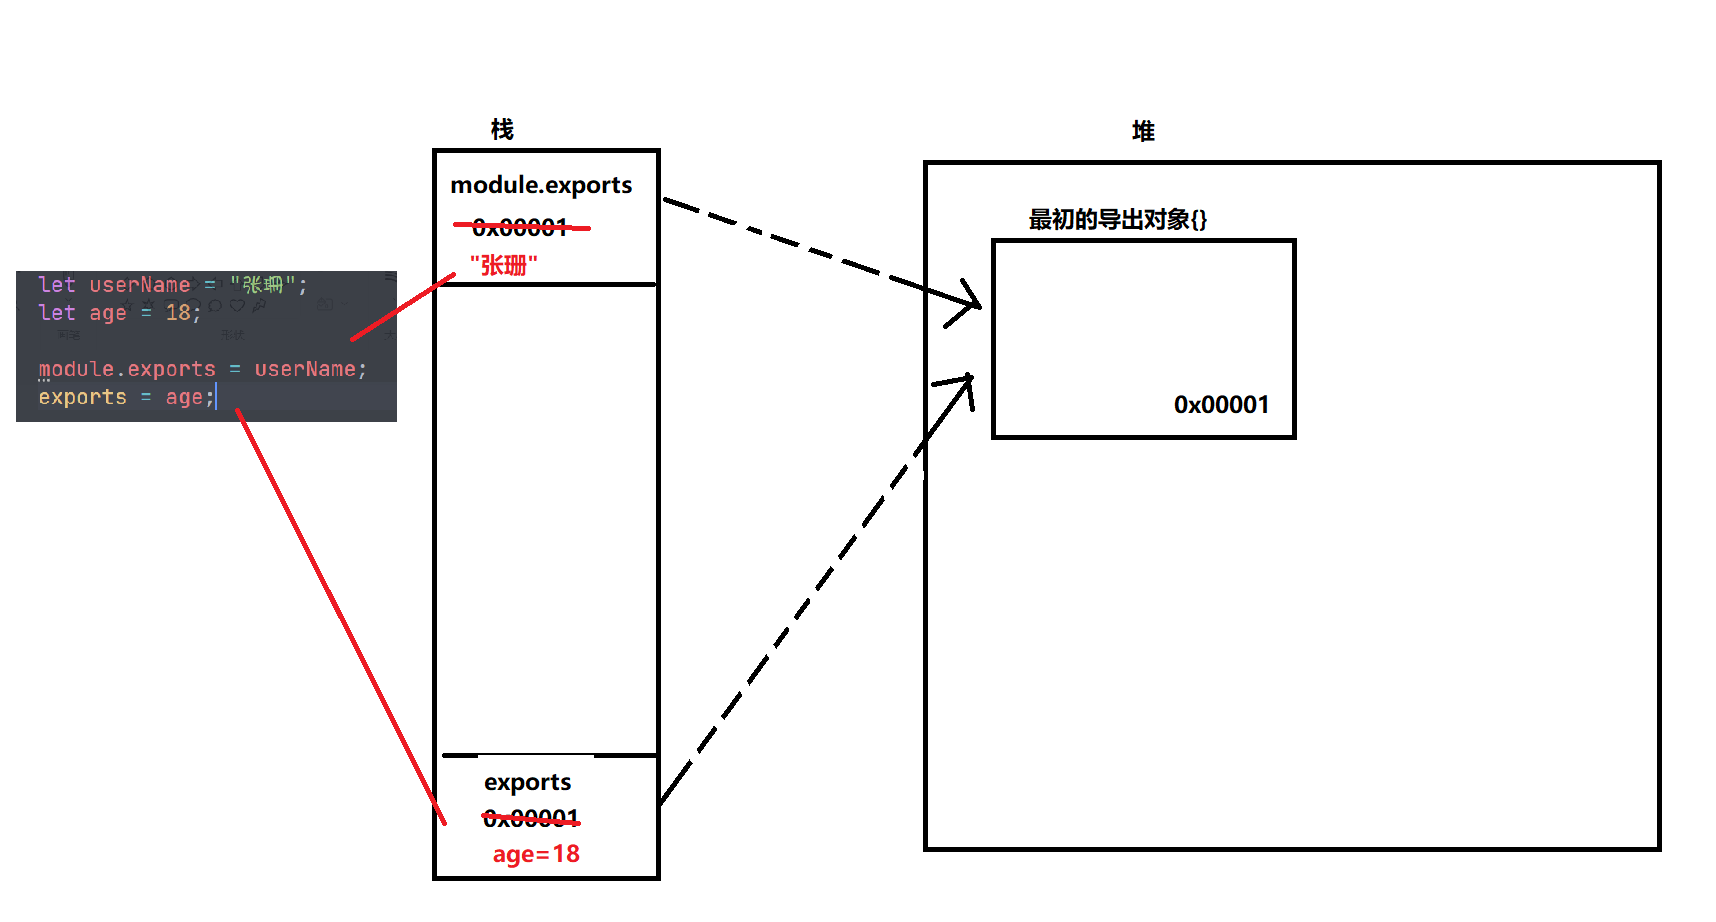 栈
堆
module.exports
0x00001
"张珊"
最初的导出对象{}
0x00001
let userName = "张珊";
let age = 18;
module.exports = userName;
exports = age;
exports
0x00001
age=18